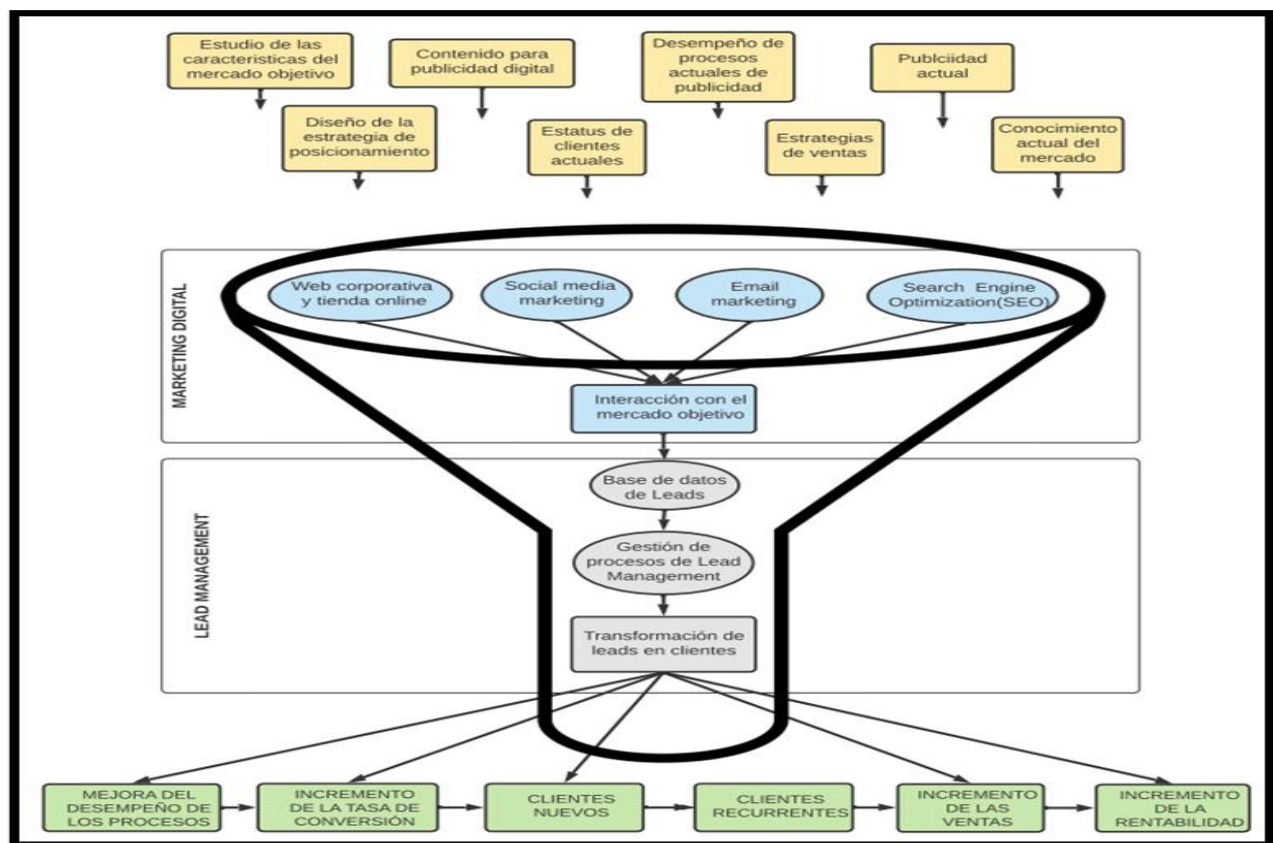 Estudio de las
caracteristicas del
mercado objetivo
Contenido para
publicidad digital
Desempeño de
procesos
actuales de
publicidad
Publciidad
actual
Diseño de la
estrategia de
posicionamiento
Estatus de
clientes
actuales
Estrategias
de ventas
Conocimiento
actual del
mercado
MARKETING DIGITAL
Web corporativa
y tienda online
Social media
marketing
Email
marketing
Search Engine
Optimization(SEO)
Interacción con el
mercado objetivo
LEAD MANAGEMENT
Base de datos
de Leads
Gestión de
procesos de Lead
Management
Transformación de
leads en clientes
MEJORA DEL
DESEMPEÑO DE
LOS PROCESOS
INCREMENTO
DE LA TASA DE
CONVERSIÓN
CLIENTES
NUEVOS
CLIENTES
RECURRENTES
INCREMENTO
DE LAS
VENTAS
INCREMENTO
DE LA
RENTABILIDAD